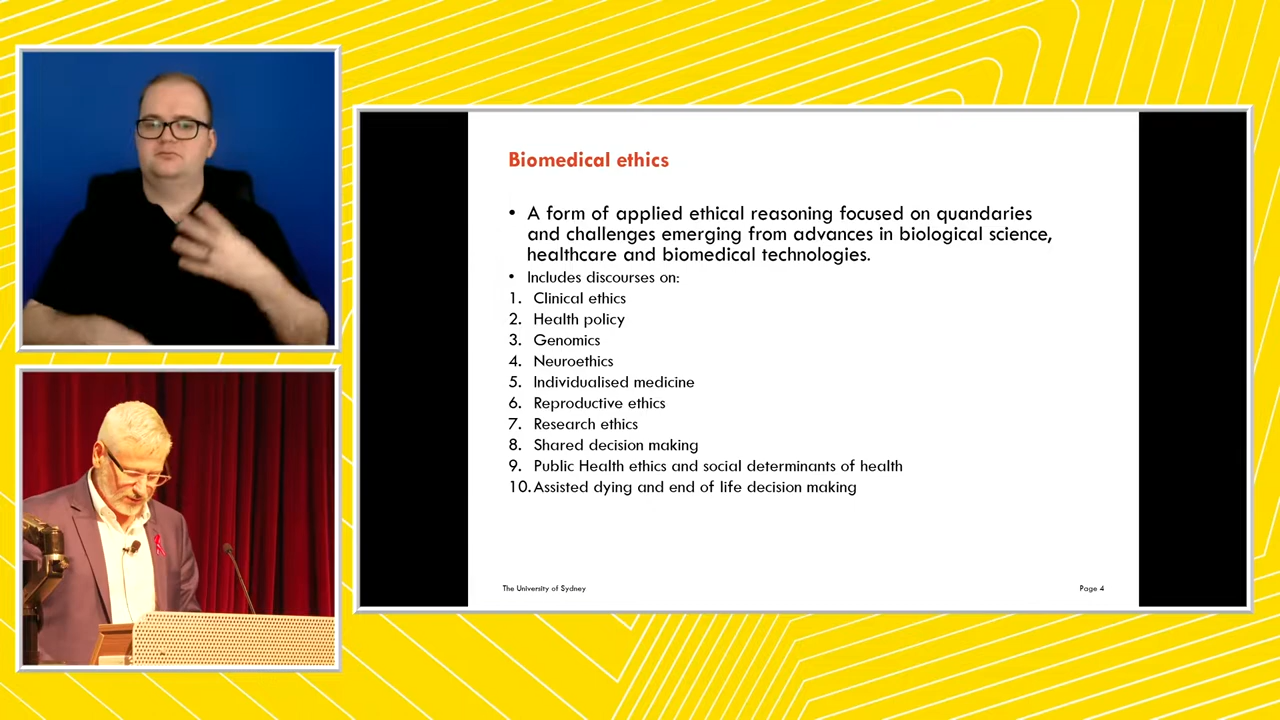 Biomedical ethics
• A form of applied ethical reasoning focused on quandaries
and challenges emerging from advances in biological science,
healthcare and biomedical technologies.
• Includes discourses on:
1. Clinical ethics
2. Health policy
3. Genomics
4. Neuroethics
5. Individualised medicine
6. Reproductive ethics
7. Research ethics
8. Shared decision making
9. Public Health ethics and social determinants of health
10. Assisted dying and end of life decision making
The University of Sydney
Page 4